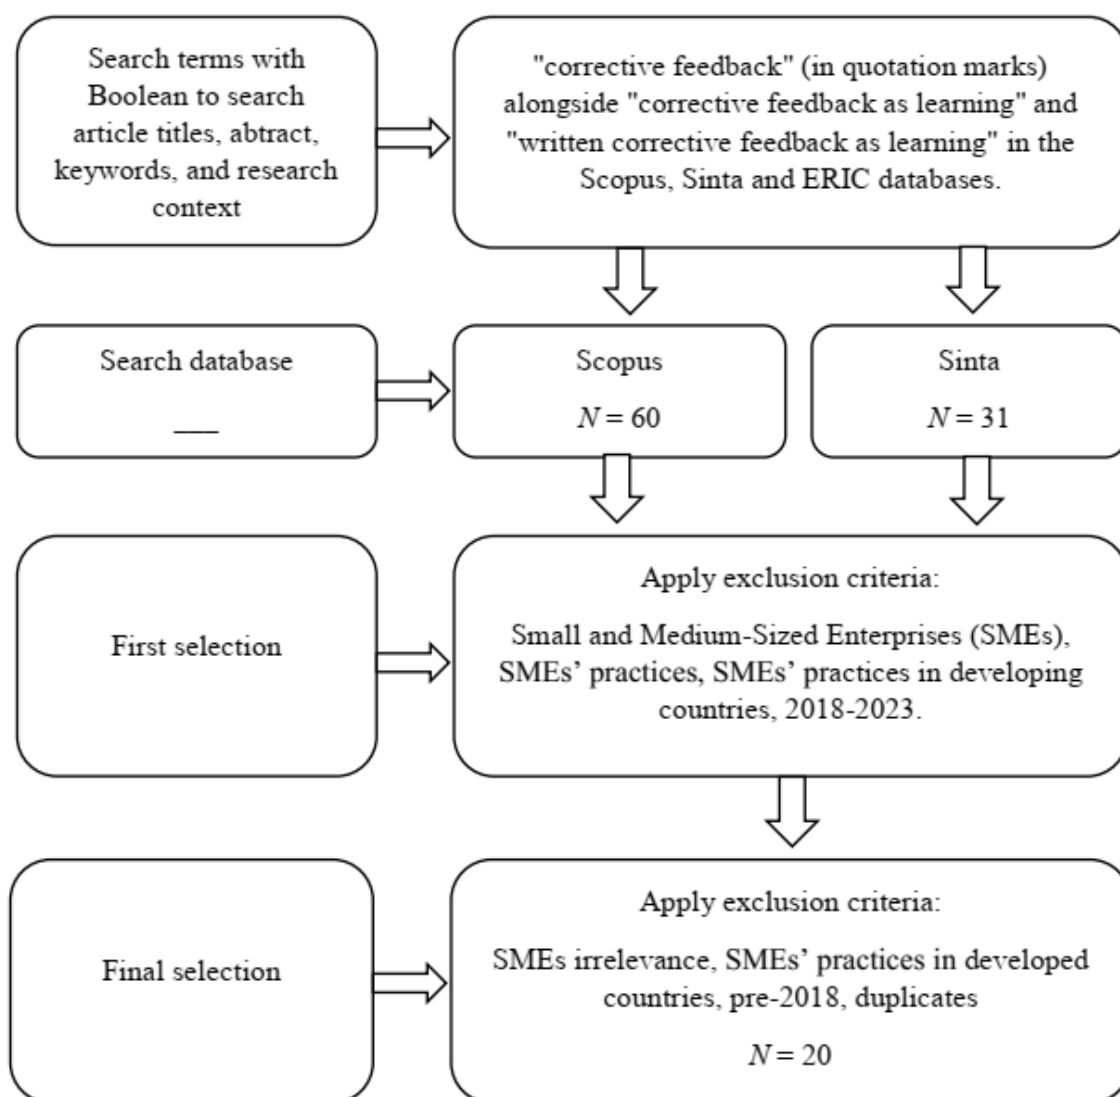 Search terms with
Boolean to search
article titles, abtract,
keywords, and research
context
"corrective feedback" (in quotation marks)
alongside "corrective feedback as learning" and
"written corrective feedback as learning" in the
Scopus, Sinta and ERIC databases.
Search database
___
Scopus
N = 60
Sinta
N = 31
First selection
Apply exclusion criteria:
Small and Medium-Sized Enterprises (SMEs),
SMEs’ practices, SMEs’ practices in developing
countries, 2018-2023.
Final selection
Apply exclusion criteria:
SMEs irrelevance, SMEs’ practices in developed
countries, pre-2018, duplicates
N = 20